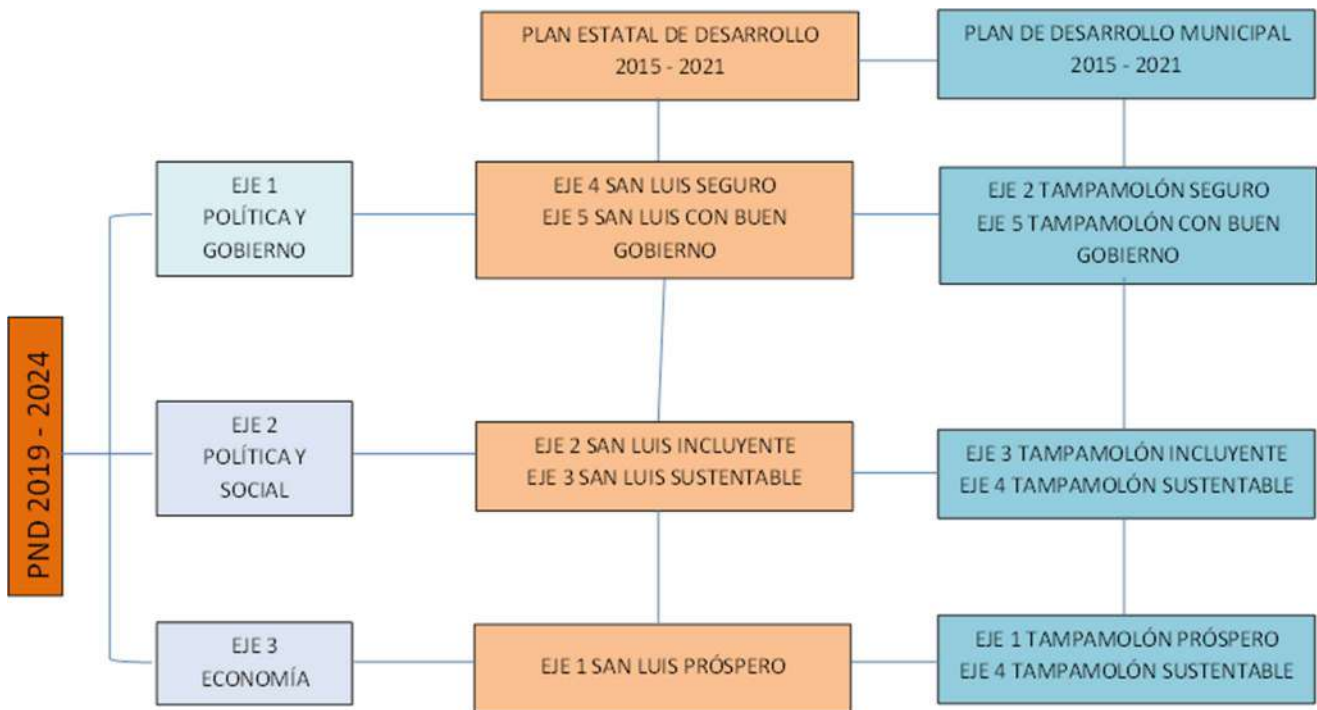 PLAN ESTATAL DE DESARROLLO
2015 - 2021
PLAN DE DESARROLLO MUNICIPAL
2015 - 2021
EJE 1
POLÍTICA Y
GOBIERNO
EJE 4 SAN LUIS SEGURO
EJE 5 SAN LUIS CON BUEN
GOBIERNO
EJE 2 TAMPAMOLÓN SEGURO
EJE 5 TAMPAMOLÓN CON BUEN
GOBIERNO
PND 2019 - 2024
EJE 2
POLÍTICA Y
SOCIAL
EJE 2 SAN LUIS INCLUYENTE
EJE 3 SAN LUIS SUSTENTABLE
EJE 3 TAMPAMOLÓN INCLUYENTE
EJE 4 TAMPAMOLÓN SUSTENTABLE
EJE 3
ECONOMÍA
EJE 1 SAN LUIS PRÓSPERO
EJE 1 TAMPAMOLÓN PRÓSPERO
EJE 4 TAMPAMOLÓN SUSTENTABLE